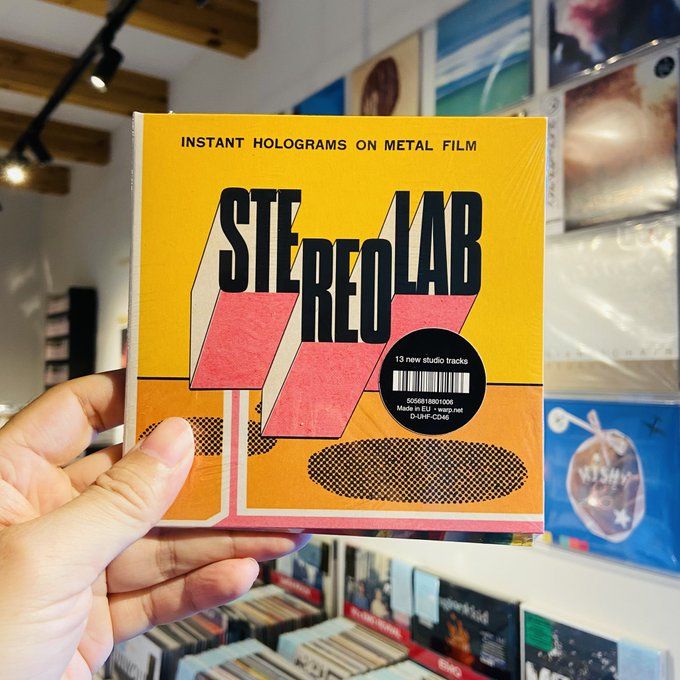 INSTANT HOLOGRAMS ON METAL FILM
STEREOLAB
13 new studio tracks
5056818801006
Made in EU • warp.net
D-UHF-CD46